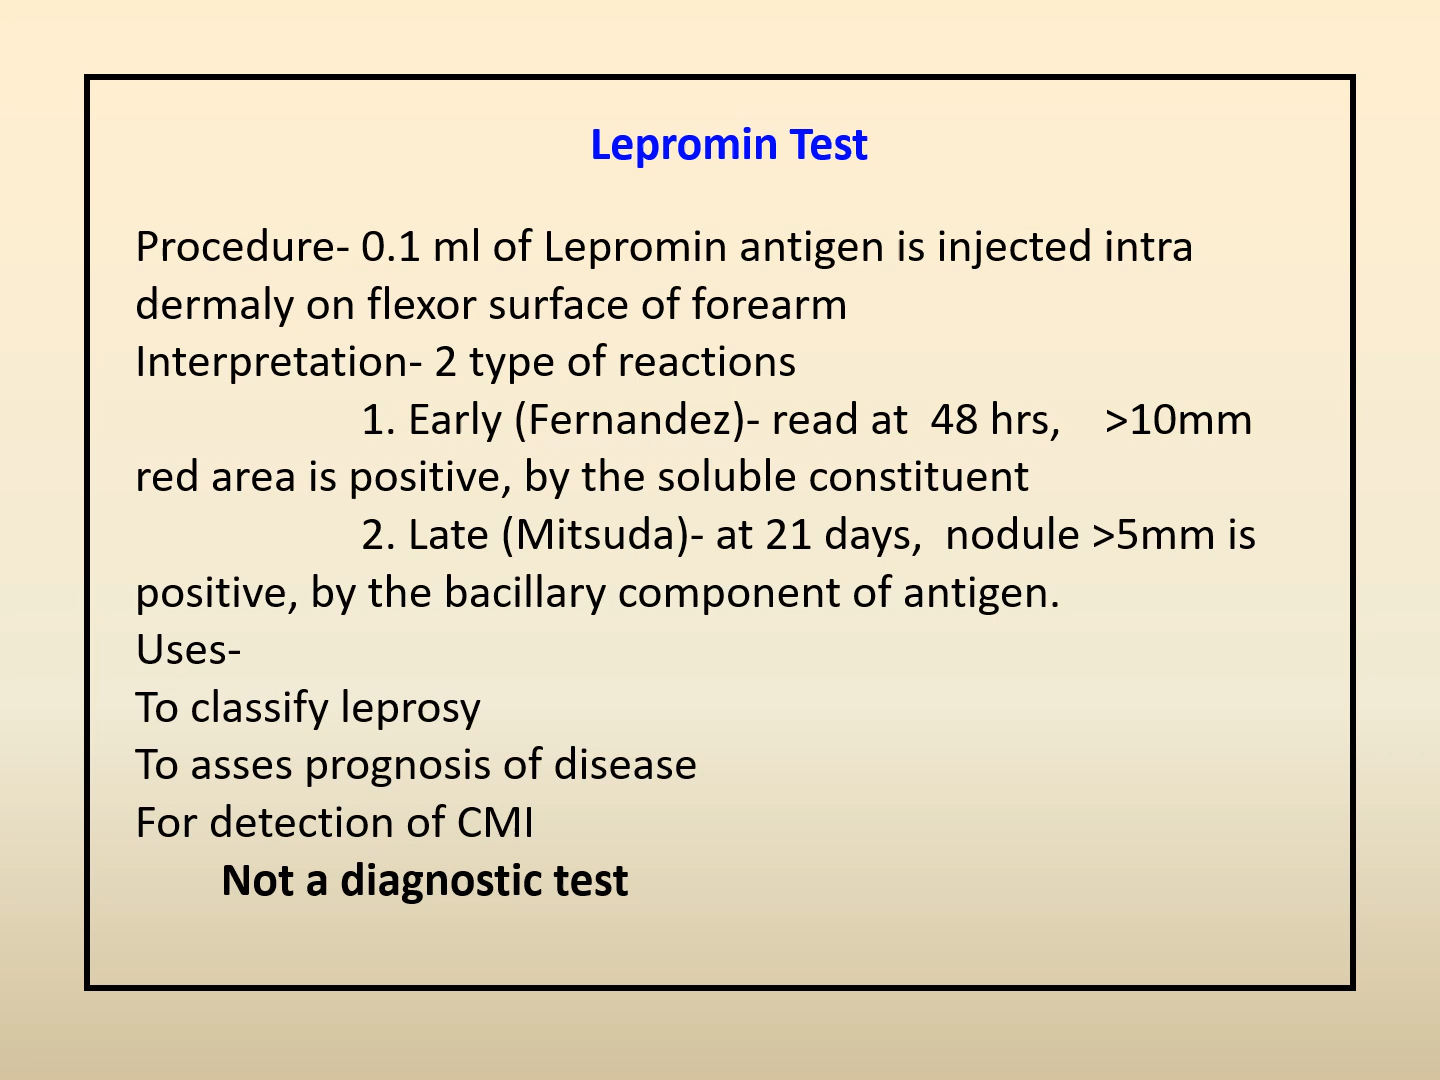 Lepromin Test
Procedure- 0.1 ml of Lepromin antigen is injected intra
dermaly on flexor surface of forearm
Interpretation- 2 type of reactions
1. Early (Fernandez)- read at 48 hrs, >10mm
red area is positive, by the soluble constituent
2. Late (Mitsuda)- at 21 days, nodule >5mm is
positive, by the bacillary component of antigen.
Uses-
To classify leprosy
To asses prognosis of disease
For detection of CMI
Not a diagnostic test